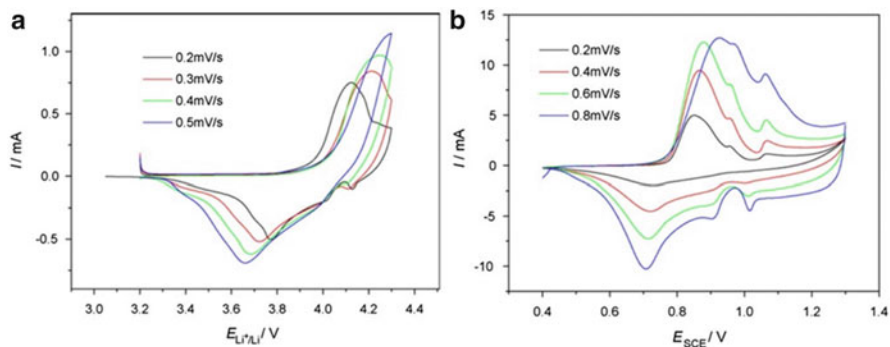 a
I / mA
1.0
0.5
0.0
-0.5
0.2mV/s
0.3mV/s
0.4mV/s
0.5mV/s
3.0 3.2 3.4 3.6 3.8 4.0 4.2 4.4
E Li⁺/Li / V
b
I / mA
15
10
5
0
-5
-10
0.2mV/s
0.4mV/s
0.6mV/s
0.8mV/s
0.4 0.6 0.8 1.0 1.2 1.4
E SCE / V